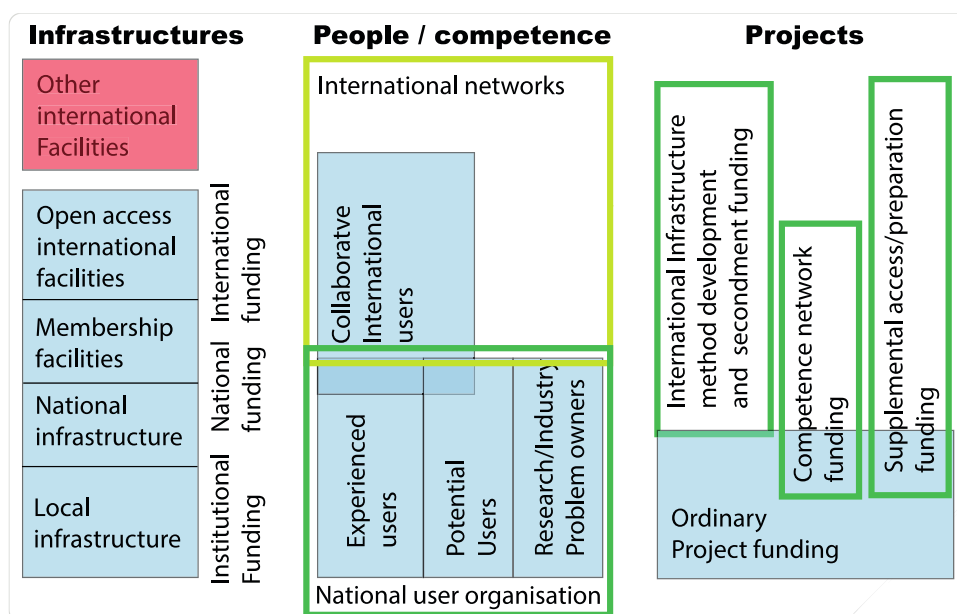 Infrastructures
Other
international
Facilities
Open access
international
facilities
Membership
facilities
National
infrastructure
Local
infrastructure
International
funding
National
funding
Institutional
Funding
People / competence
International networks
Collaboratve
International
users
Experienced
users
Potential
Users
Research/Industry
Problem owners
National user organisation
Projects
International Infrastructure
method development
and secondment funding
Competence network
funding
Supplemental access/preparation
funding
Ordinary
Project funding